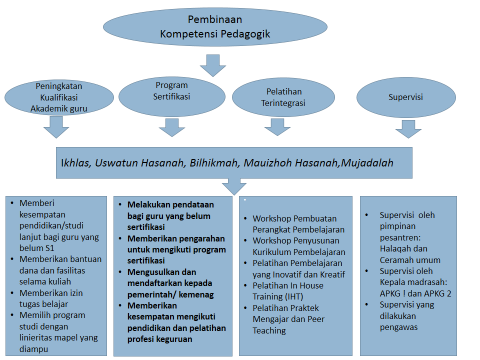 Pembinaan
Kompetensi Pedagogik
Peningkatan
Kualifikasi
Akademik guru
Program
Sertifikasi
Pelatihan
Terintegrasi
Supervisi
Ikhlas, Uswatun Hasanah, Bilhikmah, Mauizhoh Hasanah,Mujadalah
• Memberi
kesempatan
pendidikan/studi
lanjut bagi guru yang
belum S1
• Memberikan bantuan
dana dan fasilitas
selama kuliah
• Memberikan izin
tugas belajar
• Memilih program
studi dengan
linieritas mapel yang
diampu
• Melakukan pendataan
bagi guru yang belum
sertifikasi
• Memberikan pengarahan
untuk mengikuti program
sertifikasi
• Mengusulkan dan
mendaftarkan kepada
pemerintah/ kemenag
• Memberikan
kesempatan mengikuti
pendidikan dan pelatihan
profesi keguruan
• Workshop Pembuatan
Perangkat Pembelajaran
• Workshop Penyusunan
Kurikulum Pembelajaran
• Pelatihan Pembelajaran
yang Inovatif dan Kreatif
• Pelatihan In House
Training (IHT)
• Pelatihan Praktek
Mengajar dan Peer
Teaching
• Supervisi oleh
pimpinan
pesantren:
Halaqah dan
Ceramah umum
• Supervisi oleh
Kepala madrasah:
APKG I dan APKG 2
• Supervisi yang
dilakukan
pengawas